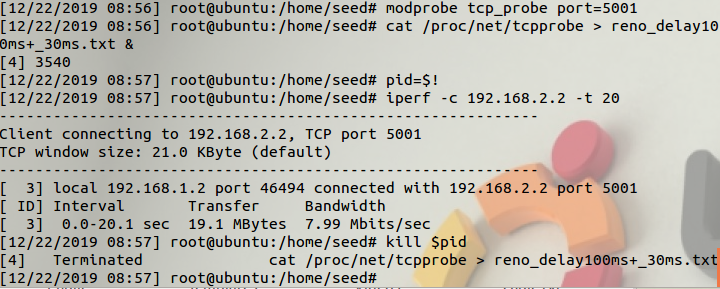 [12/22/2019 08:56] root@ubuntu:/home/seed# modprobe tcp_probe port=5001
[12/22/2019 08:56] root@ubuntu:/home/seed# cat /proc/net/tcpprobe > reno_delay10
0ms+_30ms.txt &
[4] 3540
[12/22/2019 08:57] root@ubuntu:/home/seed# pid=$!
[12/22/2019 08:57] root@ubuntu:/home/seed# iperf -c 192.168.2.2 -t 20
------------------------------------------------------------
Client connecting to 192.168.2.2, TCP port 5001
TCP window size: 21.0 KByte (default)
------------------------------------------------------------
[  3] local 192.168.1.2 port 46494 connected with 192.168.2.2 port 5001
[ ID] Interval       Transfer     Bandwidth
[  3]  0.0-20.1 sec  19.1 MBytes  7.99 Mbits/sec
[12/22/2019 08:57] root@ubuntu:/home/seed# kill $pid
[4]   Terminated              cat /proc/net/tcpprobe > reno_delay100ms+_30ms.txt
[12/22/2019 08:57] root@ubuntu:/home/seed#